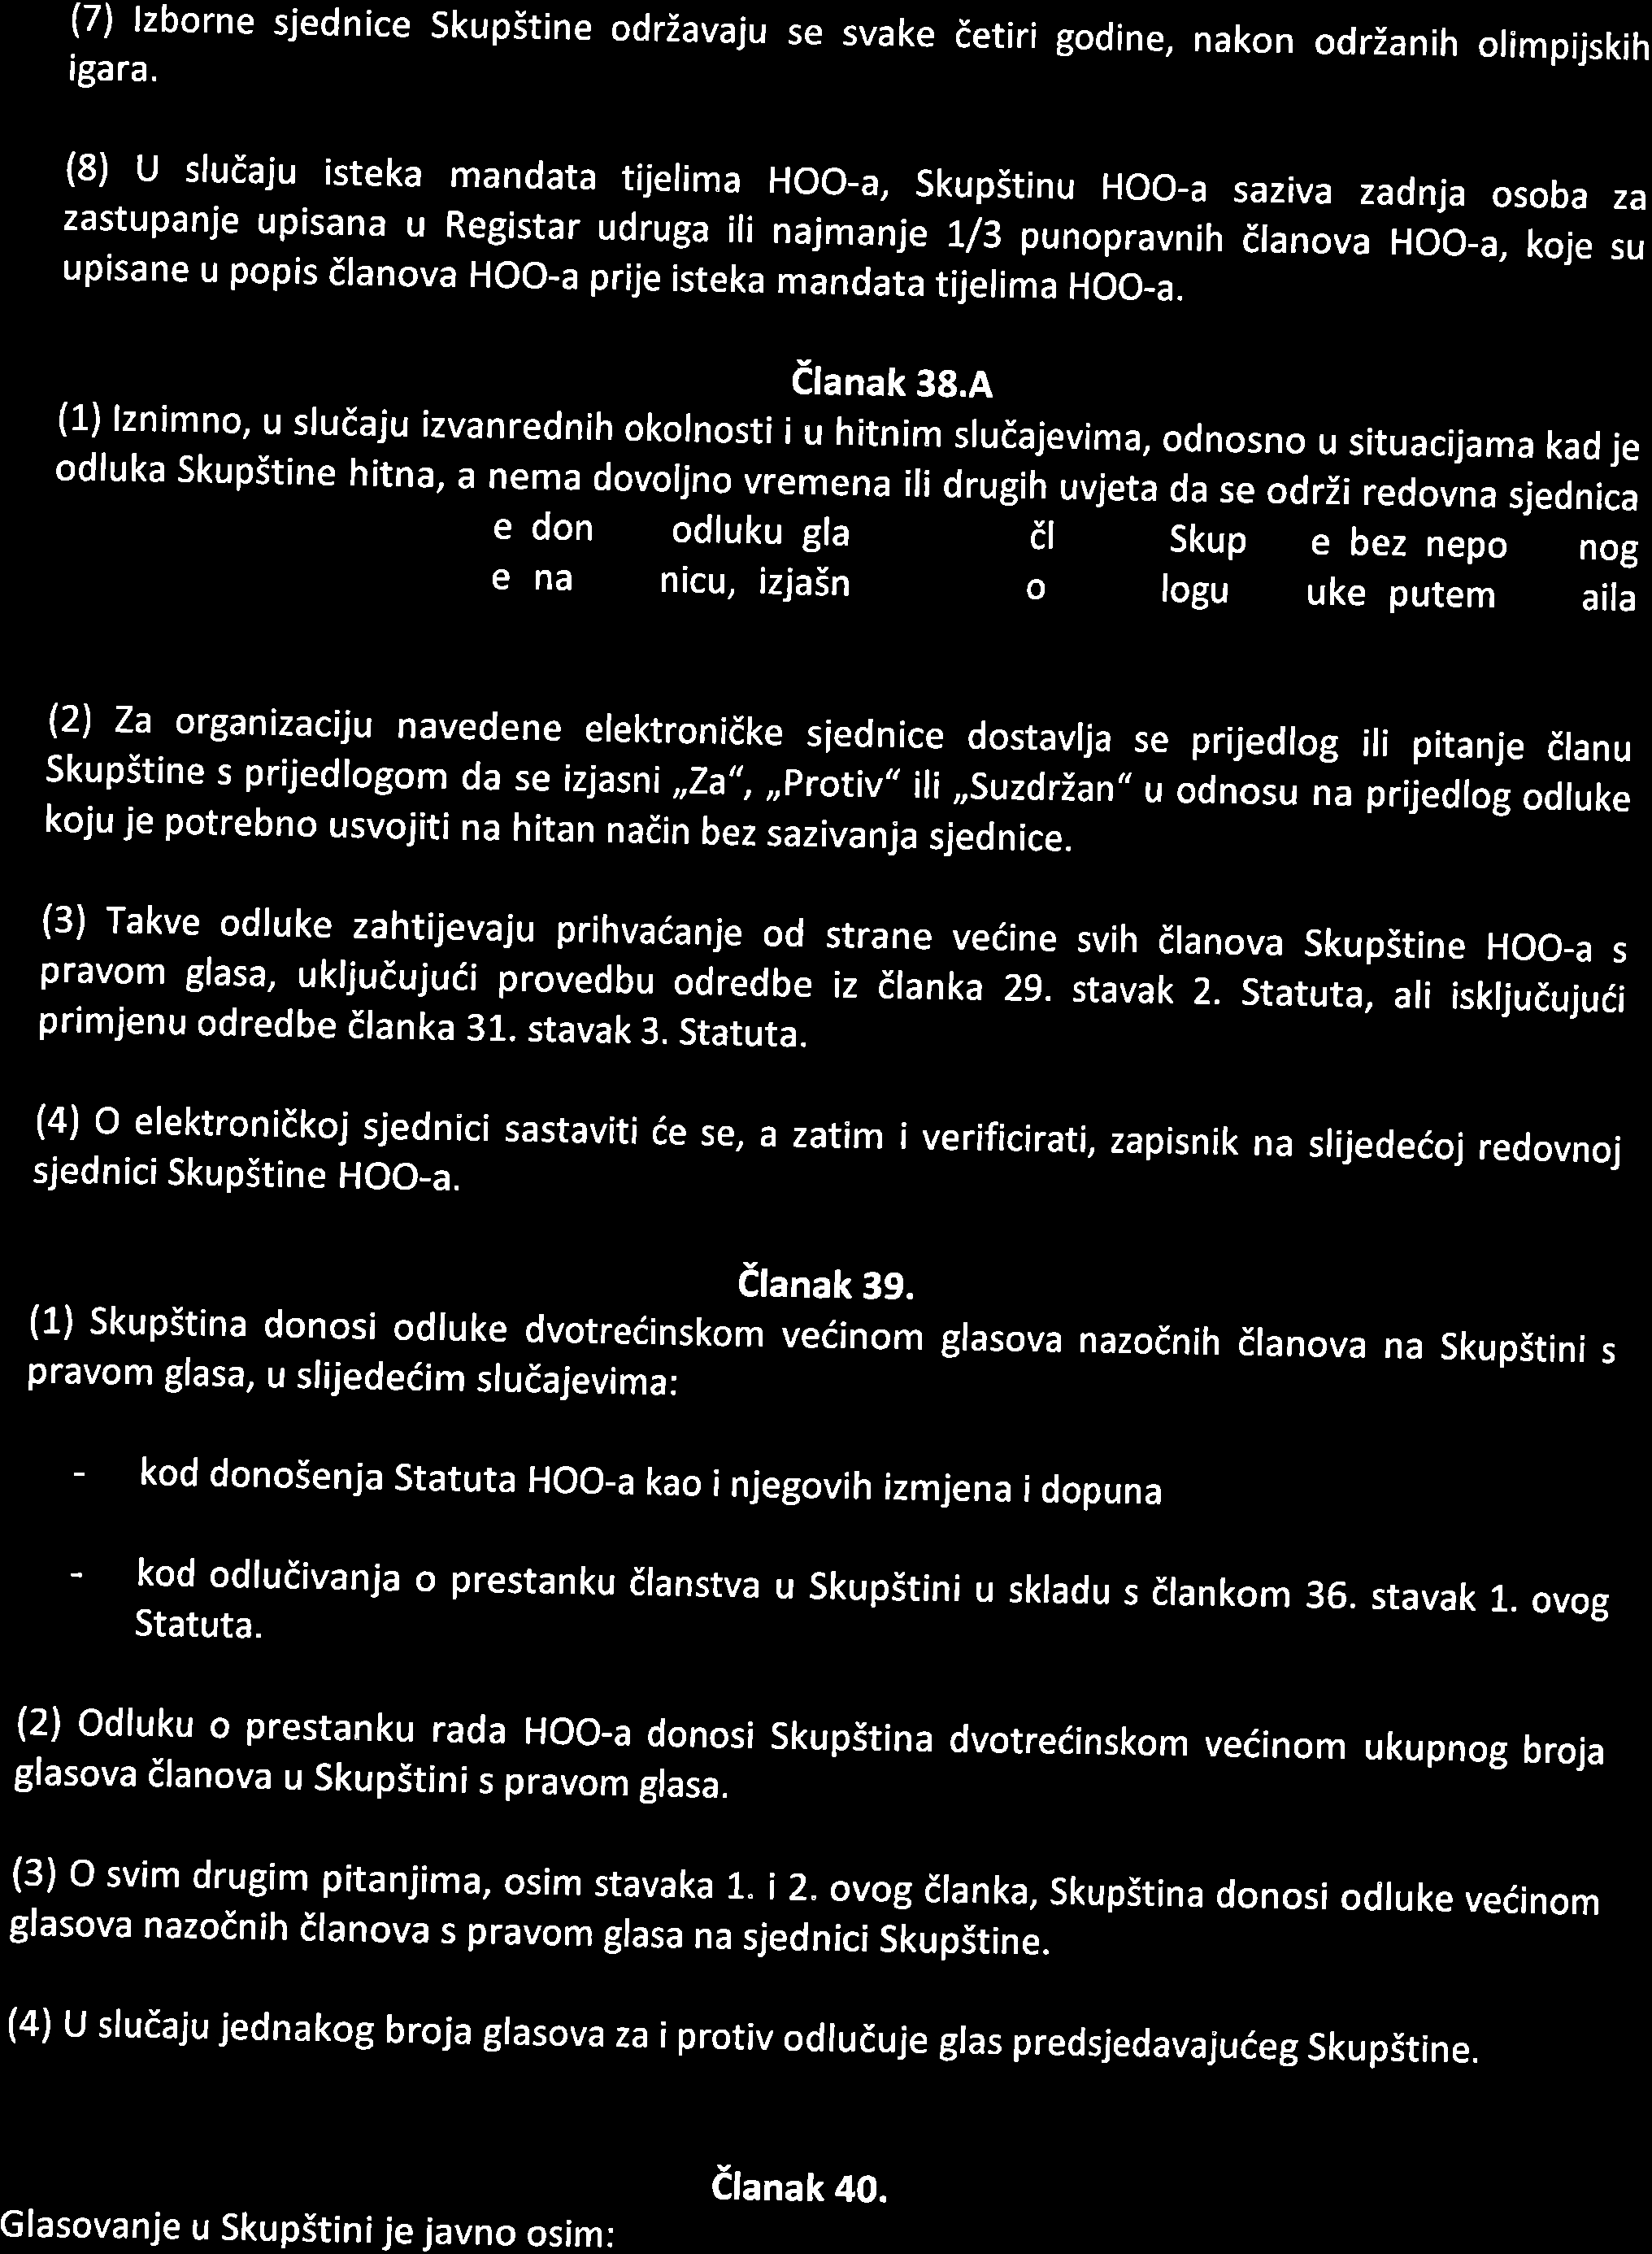 (7) Izborne sjednice Skupštine održavaju se svake četiri godine, nakon održanih olimpijskih
igara.
(8) U slučaju isteka mandata tijelima HOO-a, Skupštinu HOO-a saziva zadnja osoba za
zastupanje upisana u Registar udruga ili najmanje 1/3 punopravnih članova HOO-a, koje su
upisane u popis članova HOO-a prije isteka mandata tijelima HOO-a.
Članak 38.A
(1) Iznimno, u slučaju izvanrednih okolnosti i u hitnim slučajevima, odnosno u situacijama kad je
odluka Skupštine hitna, a nema dovoljno vremena ili drugih uvjeta da se održi redovna sjednica
e don odluku gla čl Skup e bez nepo nog
e na nicu, izjašn o logu uke putem aila
(2) Za organizaciju navedene elektroničke sjednice dostavlja se prijedlog ili pitanje članu
Skupštine s prijedlogom da se izjasni „Za“, „Protiv“ ili „Suzdržan“ u odnosu na prijedlog odluke
koju je potrebno usvojiti na hitan način bez sazivanja sjednice.
(3) Takve odluke zahtijevaju prihvaćanje od strane većine svih članova Skupštine HOO-a s
pravom glasa, uključujući provedbu odredbe iz članka 29. stavak 2. Statuta, ali isključujući
primjenu odredbe članka 31. stavak 3. Statuta.
(4) O elektroničkoj sjednici sastaviti će se, a zatim i verificirati, zapisnik na slijedećoj redovnoj
sjednici Skupštine HOO-a.
Članak 39.
(1) Skupština donosi odluke dvotrećinskom većinom glasova nazočnih članova na Skupštini s
pravom glasa, u slijedećim slučajevima:
- kod donošenja Statuta HOO-a kao i njegovih izmjena i dopuna
- kod odlučivanja o prestanku članstva u Skupštini u skladu s člankom 36. stavak 1. ovog
Statuta.
(2) Odluku o prestanku rada HOO-a donosi Skupština dvotrećinskom većinom ukupnog broja
glasova članova u Skupštini s pravom glasa.
(3) O svim drugim pitanjima, osim stavaka 1. i 2. ovog članka, Skupština donosi odluke većinom
glasova nazočnih članova s pravom glasa na sjednici Skupštine.
(4) U slučaju jednakog broja glasova za i protiv odlučuje glas predsjedavajućeg Skupštine.
Članak 40.
Glasovanje u Skupštini je javno osim: